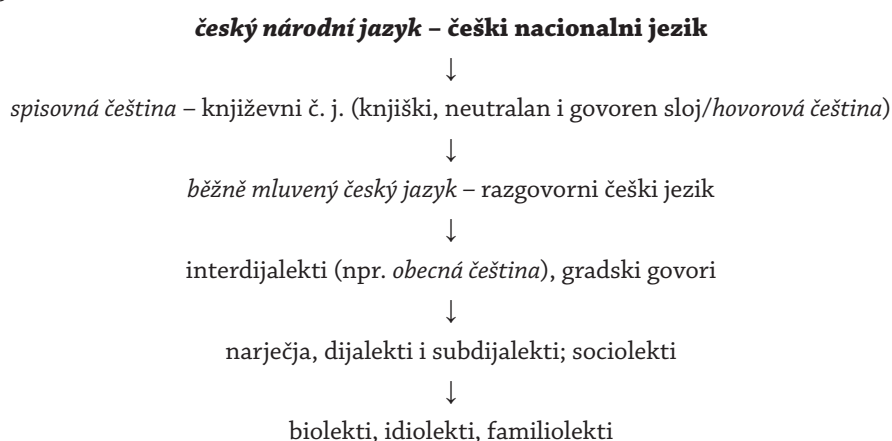 český národní jazyk – češki nacionalni jezik
↓
spisovná čeština – književni č. j. (knjiški, neutralan i govoren sloj/hovorová čeština)
↓
běžně mluvený český jazyk – razgovorni češki jezik
↓
interdijalekti (npr. obecná čeština), gradski govori
↓
narječja, dijalekti i subdijalekti; sociolekti
↓
biolekti, idiolekti, familiolekti